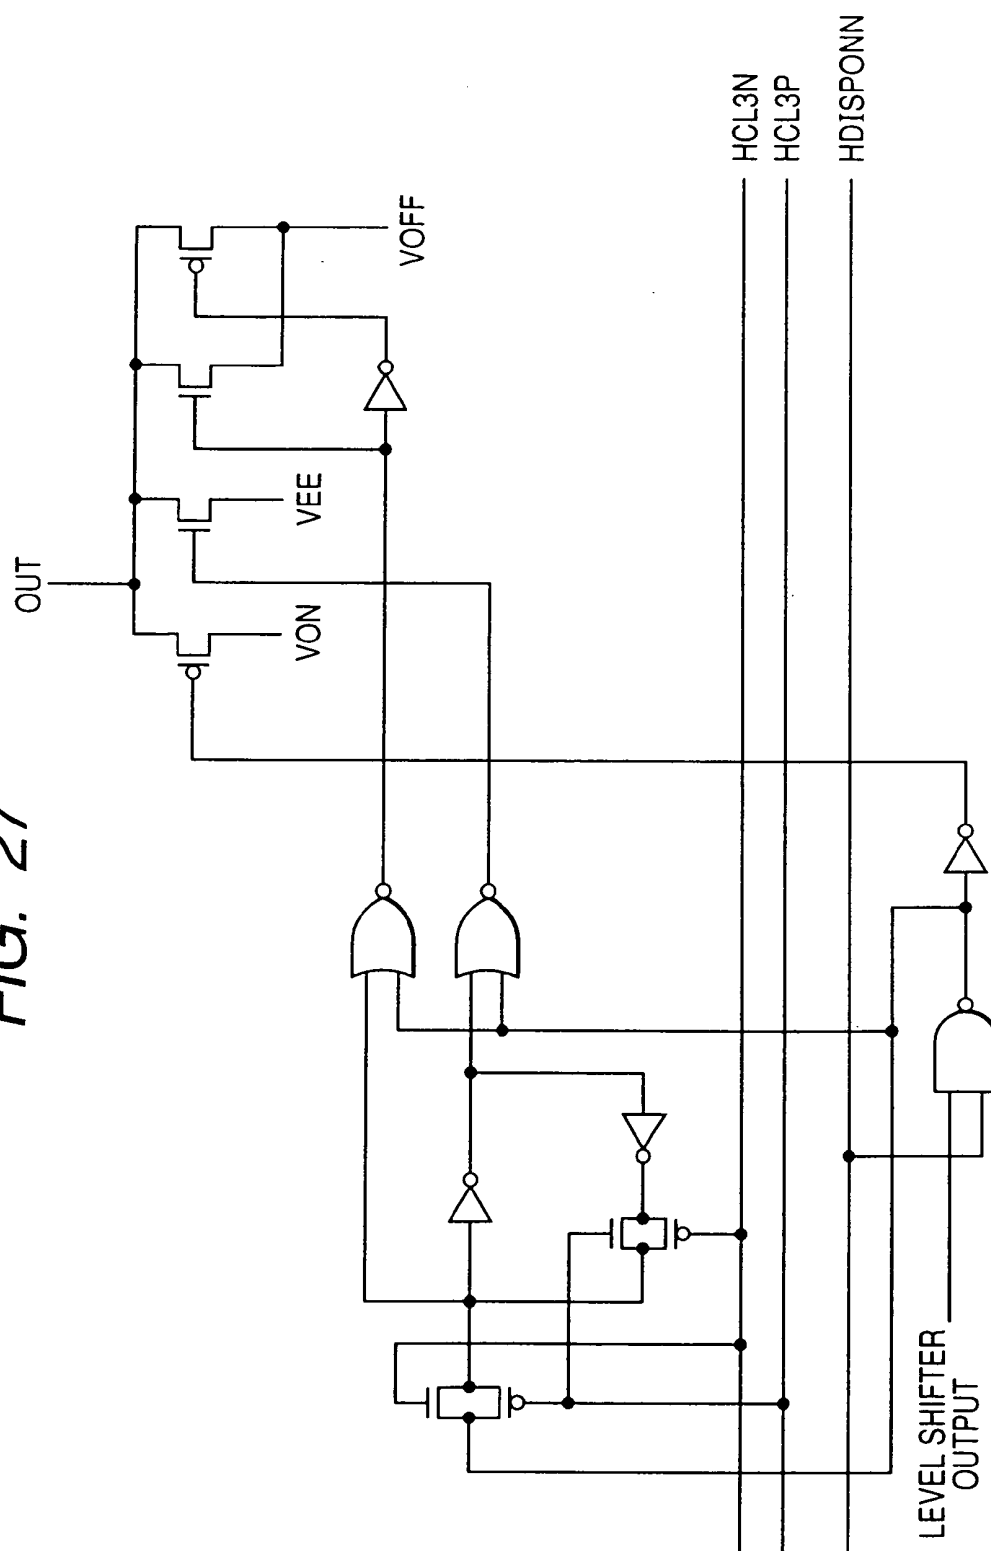 FIG. 27
OUT
VON
VEE
VOFF
HCL3N
HCL3P
HDISPONN
LEVEL SHIFTER
OUTPUT